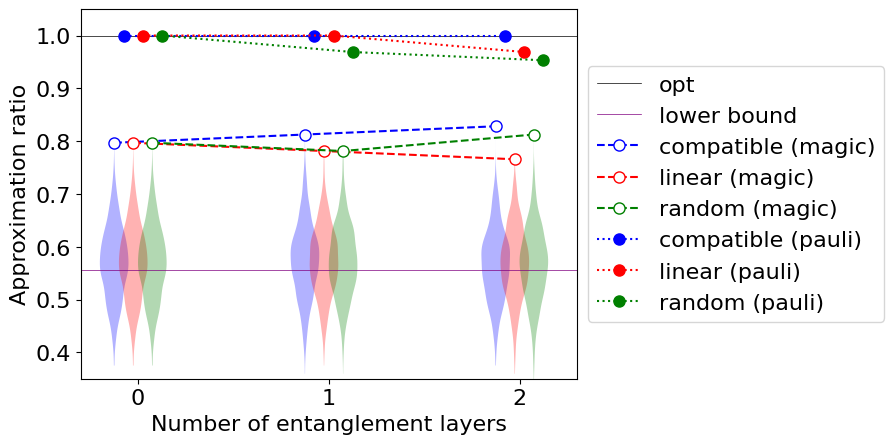 Approximation ratio
1.0
0.9
0.8
0.7
0.6
0.5
0.4
0
1
2
Number of entanglement layers
opt
lower bound
compatible (magic)
linear (magic)
random (magic)
compatible (pauli)
linear (pauli)
random (pauli)